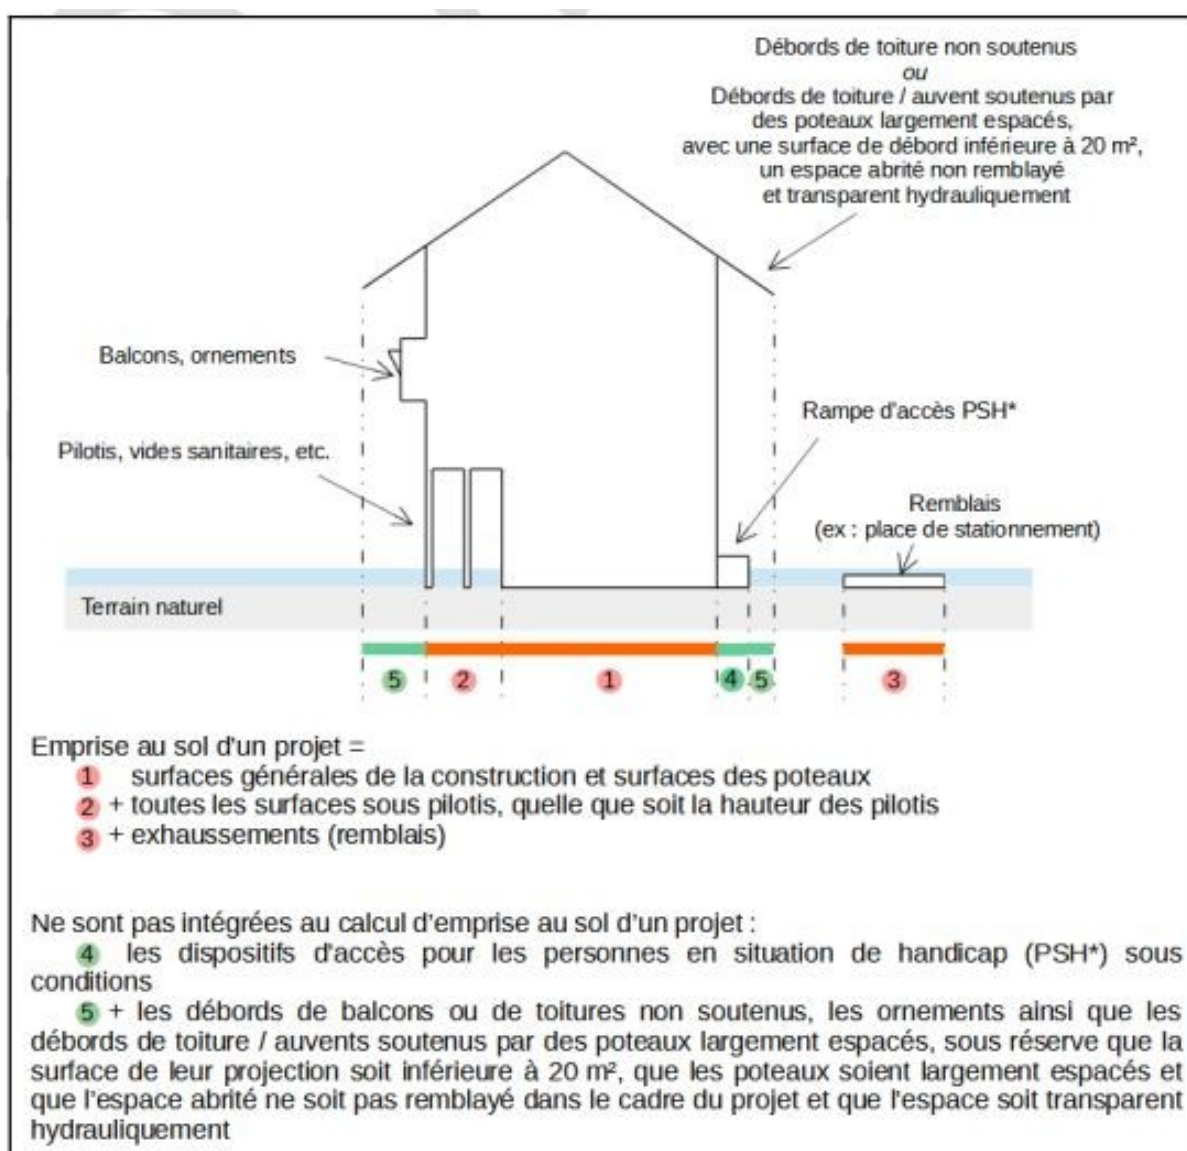 Débords de toiture non soutenus
ou
Débords de toiture / auvent soutenus par
des poteaux largement espacés,
avec une surface de débord inférieure à 20 m²,
un espace abrité non remblayé
et transparent hydrauliquement
Balcons, ornements
Rampe d'accès PSH*
Pilotis, vides sanitaires, etc.
Remblais
(ex : place de stationnement)
Terrain naturel
5 2 1 4 5 3
Emprise au sol d'un projet =
1 surfaces générales de la construction et surfaces des poteaux
2 + toutes les surfaces sous pilotis, quelle que soit la hauteur des pilotis
3 + exhaussements (remblais)
Ne sont pas intégrées au calcul d'emprise au sol d'un projet :
4 les dispositifs d'accès pour les personnes en situation de handicap (PSH*) sous
conditions
5 + les débords de balcons ou de toitures non soutenus, les ornements ainsi que les
débords de toiture / auvents soutenus par des poteaux largement espacés, sous réserve que la
surface de leur projection soit inférieure à 20 m², que les poteaux soient largement espacés et
que l'espace abrité ne soit pas remblayé dans le cadre du projet et que l'espace soit transparent
hydrauliquement